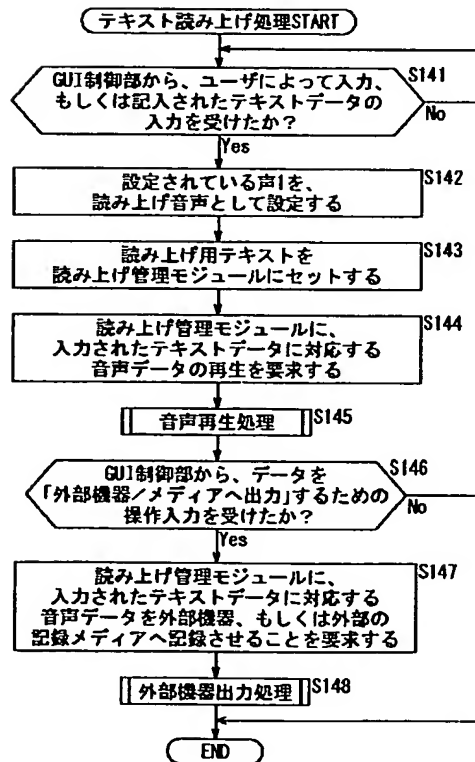 テキスト読み上げ処理START
GUI制御部から、ユーザによって入力、
もしくは記入されたテキストデータの
入力を受けたか？
S141
No
Yes
設定されている声1を、
読み上げ音声として設定する
S142
読み上げ用テキストを
読み上げ管理モジュールにセットする
S143
読み上げ管理モジュールに、
入力されたテキストデータに対応する
音声データの再生を要求する
S144
音声再生処理
S145
GUI制御部から、データを
「外部機器／メディアへ出力」するための
操作入力を受けたか？
S146
No
Yes
読み上げ管理モジュールに、
入力されたテキストデータに対応する
音声データを外部機器、もしくは外部の
記録メディアへ記録させることを要求する
S147
外部機器出力処理
S148
END